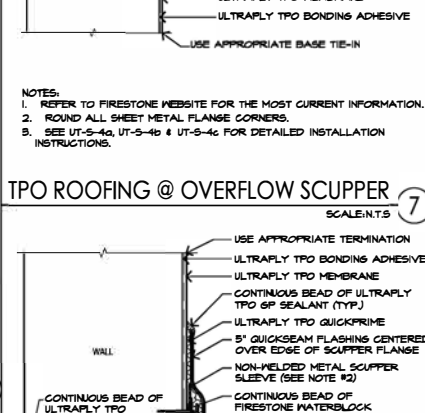 ULTRAPLY TPO BONDING ADHESIVE
USE APPROPRIATE BASE TIE-IN
NOTES:
1. REFER TO FIRESTONE WEBSITE FOR THE MOST CURRENT INFORMATION.
2. ROUND ALL SHEET METAL FLANGE CORNERS.
3. SEE UT-S-4a, UT-S-4b & UT-S-4c FOR DETAILED INSTALLATION
INSTRUCTIONS.
TPO ROOFING @ OVERFLOW SCUPPER
7
SCALE:N.T.S
USE APPROPRIATE TERMINATION
ULTRAPLY TPO BONDING ADHESIVE
ULTRAPLY TPO MEMBRANE
CONTINUOUS BEAD OF ULTRAPLY
TPO GP SEALANT (TYP.)
ULTRAPLY TPO QUICKPRIME
5" QUICKSEAM FLASHING CENTERED
OVER EDGE OF SCUPPER FLANGE
WALL
NON-WELDED METAL SCUPPER
SLEEVE (SEE NOTE #2)
CONTINUOUS BEAD OF
FIRESTONE WATERBLOCK
CONTINUOUS BEAD OF
ULTRAPLY TPO